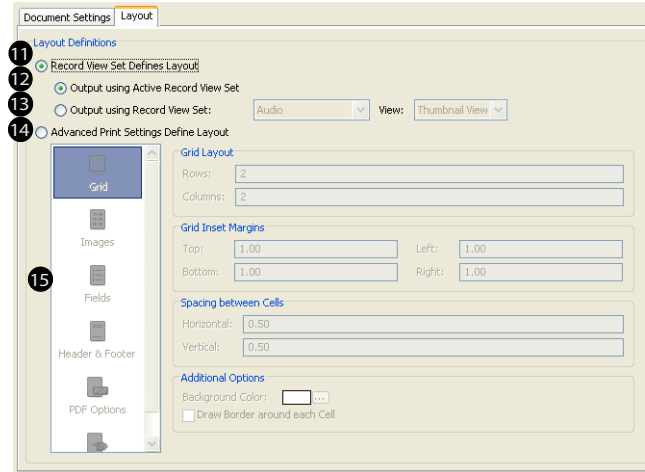 Document Settings Layout
Layout Definitions
11 Record View Set Defines Layout
12 Output using Active Record View Set
13 Output using Record View Set: Audio View: Thumbnail View
14 Advanced Print Settings Define Layout
15
Grid
Images
Fields
Header & Footer
PDF Options
Grid Layout
Rows: 2
Columns: 2
Grid Inset Margins
Top: 1.00 Left: 1.00
Bottom: 1.00 Right: 1.00
Spacing between Cells
Horizontal: 0.50
Vertical: 0.50
Additional Options
Background Color: ...
Draw Border around each Cell